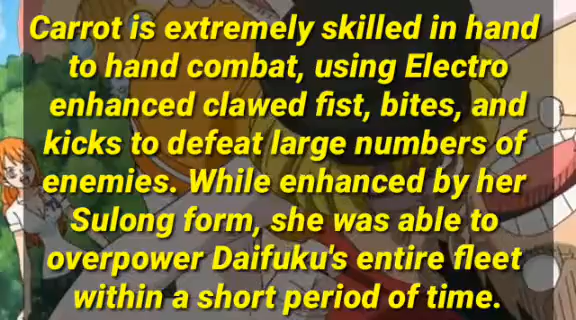 Carrot is extremely skilled in hand
to hand combat, using Electro
enhanced clawed fist, bites, and
kicks to defeat large numbers of
enemies. While enhanced by her
Sulong form, she was able to
overpower Daifuku's entire fleet
within a short period of time.